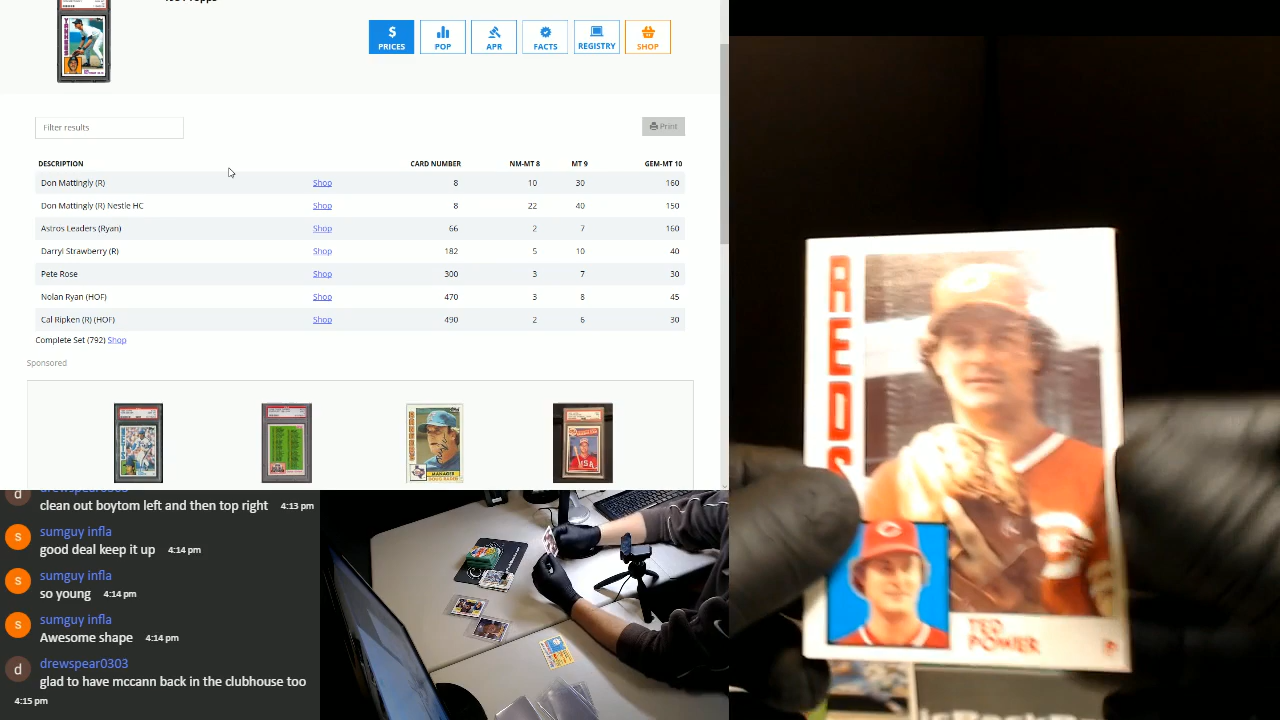 PRICES
POP
APR
FACTS
REGISTRY
SHOP
Filter results
Print
DESCRIPTION CARD NUMBER NM-MT 8 MT 9 GEM-MT 10
Don Mattingly (R) Shop 8 10 30 160
Don Mattingly (R) Nestle HC Shop 8 22 40 150
Astros Leaders (Ryan) Shop 66 2 7 160
Darryl Strawberry (R) Shop 182 5 10 40
Pete Rose Shop 300 3 7 30
Nolan Ryan (HOF) Shop 470 3 8 45
Cal Ripken (R) (HOF) Shop 490 2 6 30
Complete Set (792) Shop
Sponsored
MANAGER
USA
drewspear0303
clean out boytom left and then top right 4:13 pm
sumguy infla
good deal keep it up 4:14 pm
sumguy infla
so young 4:14 pm
sumguy infla
Awesome shape 4:14 pm
drewspear0303
glad to have mccann back in the clubhouse too
4:15 pm
REDS
TED
POWER
P